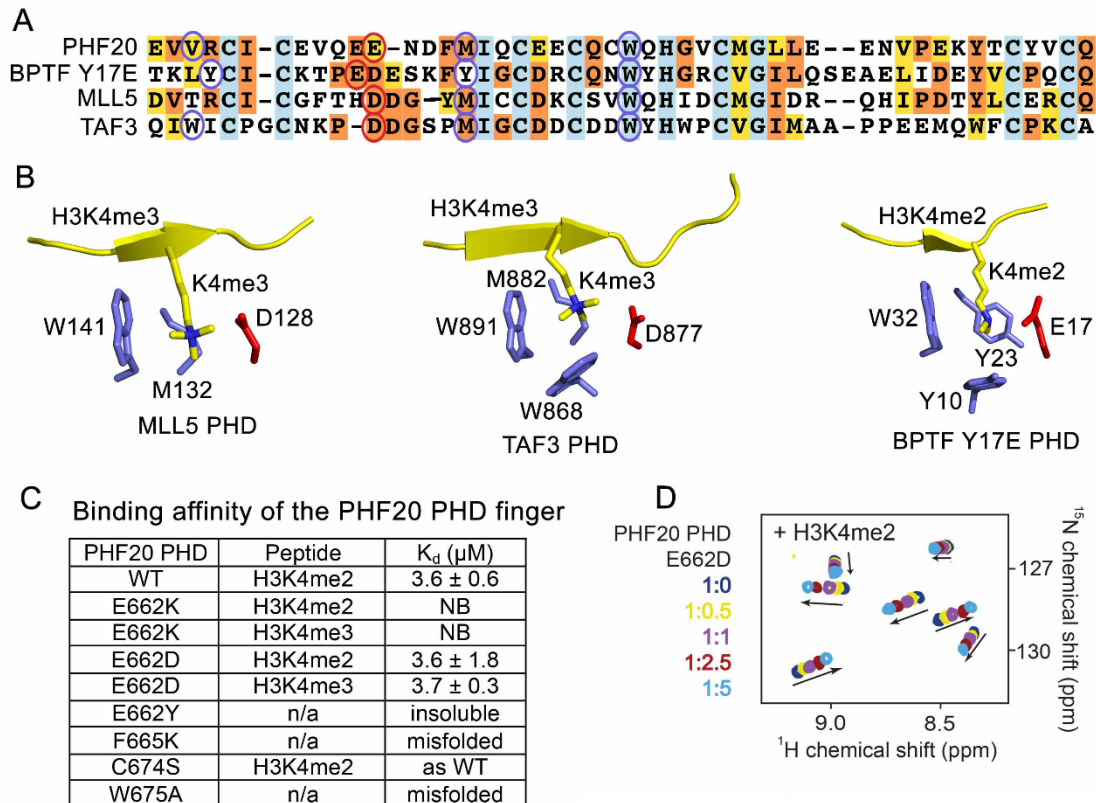 A
PHF20 EVVRCI-CEVQEE-NDFMIQCEECQCWQHGVCMGLLE--ENVPEKYTCYVCQ
BPTF Y17E TKLYCIC-CKTPEDESKFYIGCDRCQNWYHGRCVGILQSEAELIDEYVCPQCQ
MLL5 DVTRCI-CGFTHDDG-YMICCDKCSVWQHIDCMGIDR--QHIPDTYLCERCQ
TAF3 QIWICPGCNKP-DDGSPMIGCDDCDDWYHWPCVGIMAA-PPEEMQWFCPKCA
B
H3K4me3
K4me3
W141
D128
M132
MLL5 PHD
H3K4me3
M882
K4me3
W891
D877
W868
TAF3 PHD
H3K4me2
K4me2
W32
E17
Y23
Y10
BPTF Y17E PHD
C
Binding affinity of the PHF20 PHD finger
PHF20 PHD Peptide Kd (µM)
WT H3K4me2 3.6 ± 0.6
E662K H3K4me2 NB
E662K H3K4me3 NB
E662D H3K4me2 3.6 ± 1.8
E662D H3K4me3 3.7 ± 0.3
E662Y n/a insoluble
F665K n/a misfolded
C674S H3K4me2 as WT
W675A n/a misfolded
D
PHF20 PHD
E662D
1:0
1:0.5
1:1
1:2.5
1:5
+ H3K4me2
127
130
15N chemical shift (ppm)
9.0 8.5
1H chemical shift (ppm)